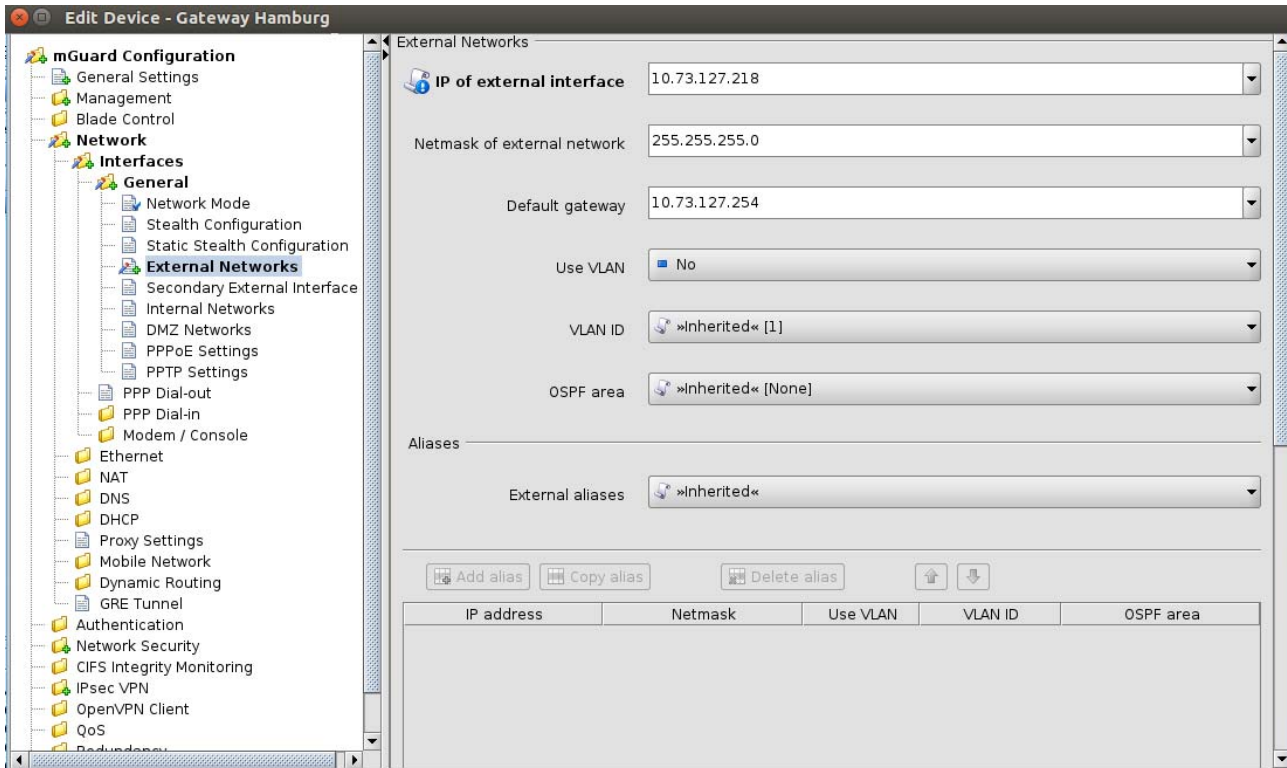 Edit Device - Gateway Hamburg
mGuard Configuration
General Settings
Management
Blade Control
Network
Interfaces
General
Network Mode
Stealth Configuration
Static Stealth Configuration
External Networks
Secondary External Interface
Internal Networks
DMZ Networks
PPPoE Settings
PPTP Settings
PPP Dial-out
PPP Dial-in
Modem / Console
Ethernet
NAT
DNS
DHCP
Proxy Settings
Mobile Network
Dynamic Routing
GRE Tunnel
Authentication
Network Security
CIFS Integrity Monitoring
IPsec VPN
OpenVPN Client
QoS
Redundancy
External Networks
IP of external interface 10.73.127.218
Netmask of external network 255.255.255.0
Default gateway 10.73.127.254
Use VLAN No
VLAN ID »Inherited« [1]
OSPF area »Inherited« [None]
Aliases
External aliases »Inherited«
Add alias Copy alias Delete alias
IP address Netmask Use VLAN VLAN ID OSPF area